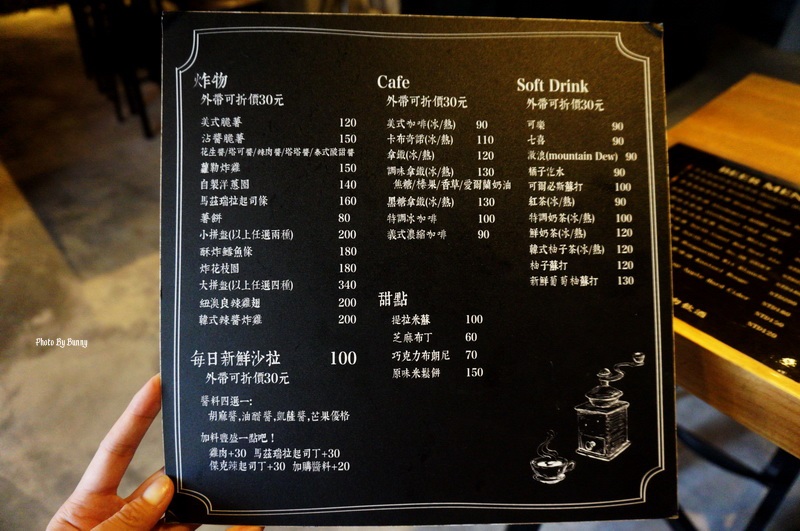 炸物
外帶可折價30元
美式脆薯 120
沾醬脆薯 150
花生醬/塔可醬/辣肉醬/塔塔醬/泰式酸甜醬
蘿勒炸雞 150
自製洋蔥圈 140
馬茲瑞拉起司條 160
薯餅 80
小拼盤(以上任選兩種) 200
酥炸鱈魚條 180
炸花枝圈 180
大拼盤(以上任選四種) 340
紐澳良辣雞翅 200
韓式辣醬炸雞 200
每日新鮮沙拉 100
外帶可折價30元
醬料四選一:
胡麻醬,油醋醬,凱薩醬,芒果優格
加料豐盛一點吧！
雞肉+30 馬茲瑞拉起司丁+30
保克辣起司丁+30 加購醬料+20
Cafe
外帶可折價30元
美式咖啡(冰/熱) 90
卡布奇諾(冰/熱) 110
拿鐵(冰/熱) 120
調味拿鐵(冰/熱) 130
焦糖/榛果/香草/愛爾蘭奶油
黑糖拿鐵(冰/熱) 130
特調冰咖啡 100
義式濃縮咖啡 90
甜點
提拉米蘇 100
芝麻布丁 60
巧克力布朗尼 70
原味米鬆餅 150
Soft Drink
外帶可折價30元
可樂 90
七喜 90
激浪(mountain Dew) 90
橘子汽水 90
可爾必斯蘇打 100
紅茶(冰/熱) 90
特調奶茶(冰/熱) 100
鮮奶茶(冰/熱) 120
韓式柚子茶(冰/熱) 120
柚子蘇打 120
新鮮葡萄柚蘇打 130
BEER MEN
Photo By Bunny